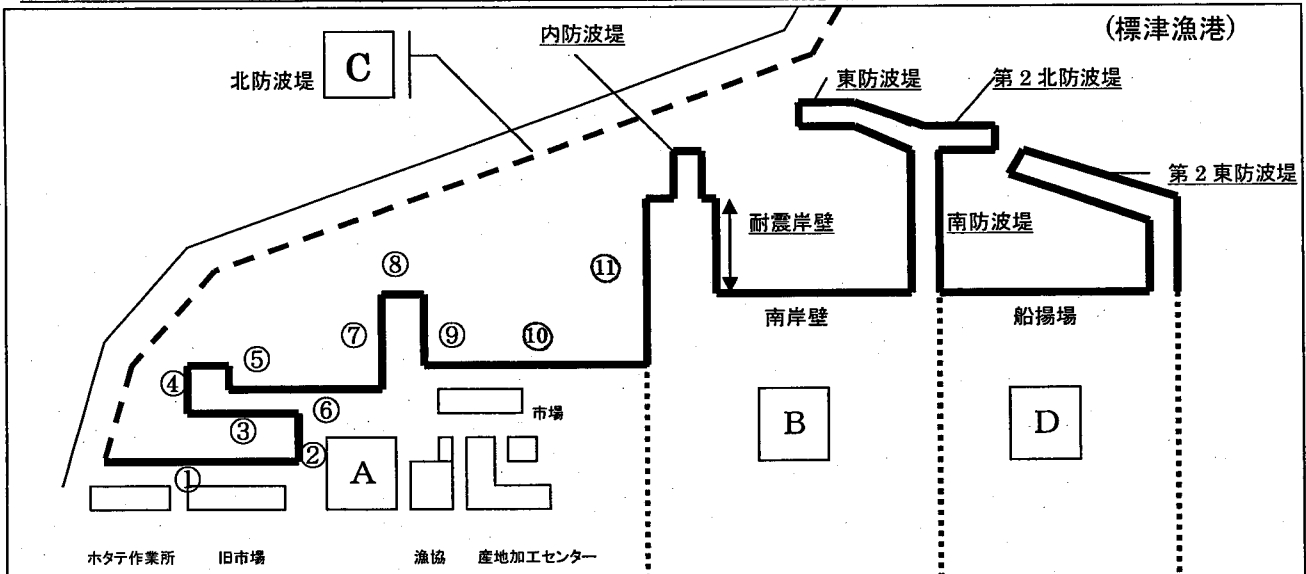 (標津漁港)
内防波堤
北防波堤
C
東防波堤
第2北防波堤
第2東防波堤
耐震岸壁
南防波堤
⑧
⑪
南岸壁
船揚場
⑦
⑨
⑩
⑤
④
⑥
市場
③
②
①
A
B
D
ホタテ作業所
旧市場
漁協
産地加工センター